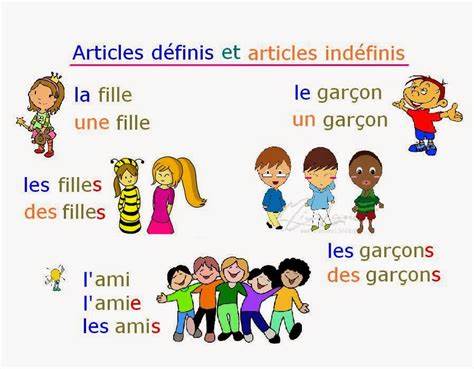 Articles définis et articles indéfinis
la fille
une fille
le garçon
un garçon
les filles
des filles
les garçons
des garçons
l'ami
l'amie
les amis